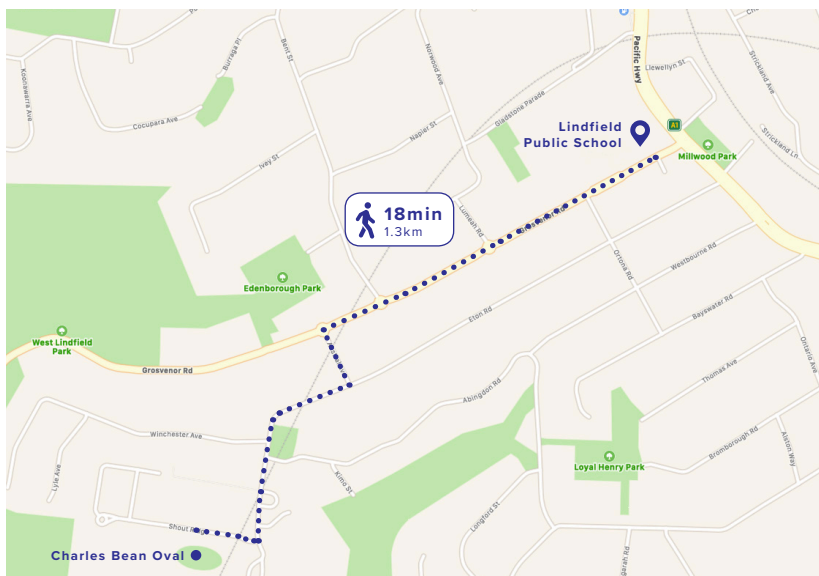 Koonawarra Ave
Burraga Pl
Bent St
Norwood Ave
Pacific Hwy
Llewellyn St
Strickland Ave
Cocupara Ave
Napier St
Gladstone Parade
A1
Lindfield
Public School
Strickland Ln
Millwood Park
Ivey St
18min
1.3km
Lumeah Rd
Grosvenor Rd
Ortona Rd
Westbourne Rd
Edenborough Park
Eton Rd
Bayswater Rd
West Lindfield
Park
Grosvenor Rd
Ontario Ave
Thomas Ave
Abingdon Rd
Winchester Ave
Bromborough Rd
Alston Way
Lyle Ave
Kimo St
Loyal Henry Park
Longford St
Shout
Charles Bean Oval